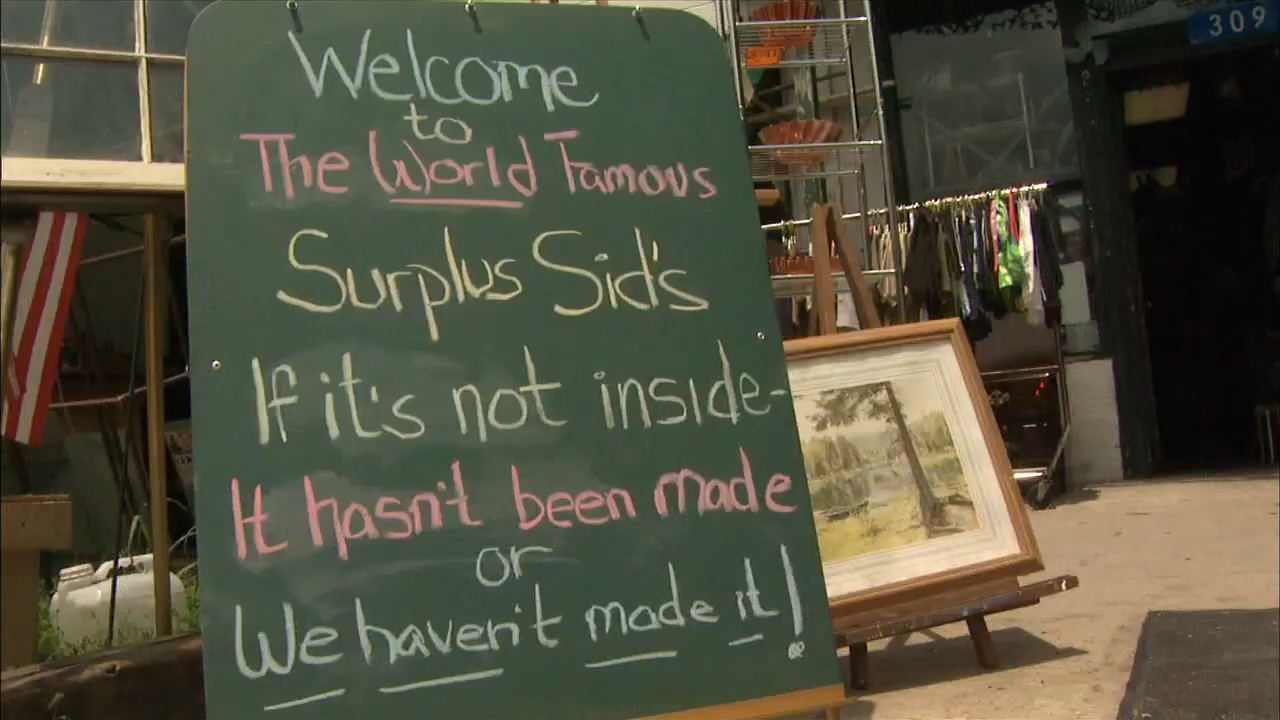 Welcome
to
The World Famous
Surplus Sid's
If it's not inside-
It hasn't been made
or
We haven't made it!
309